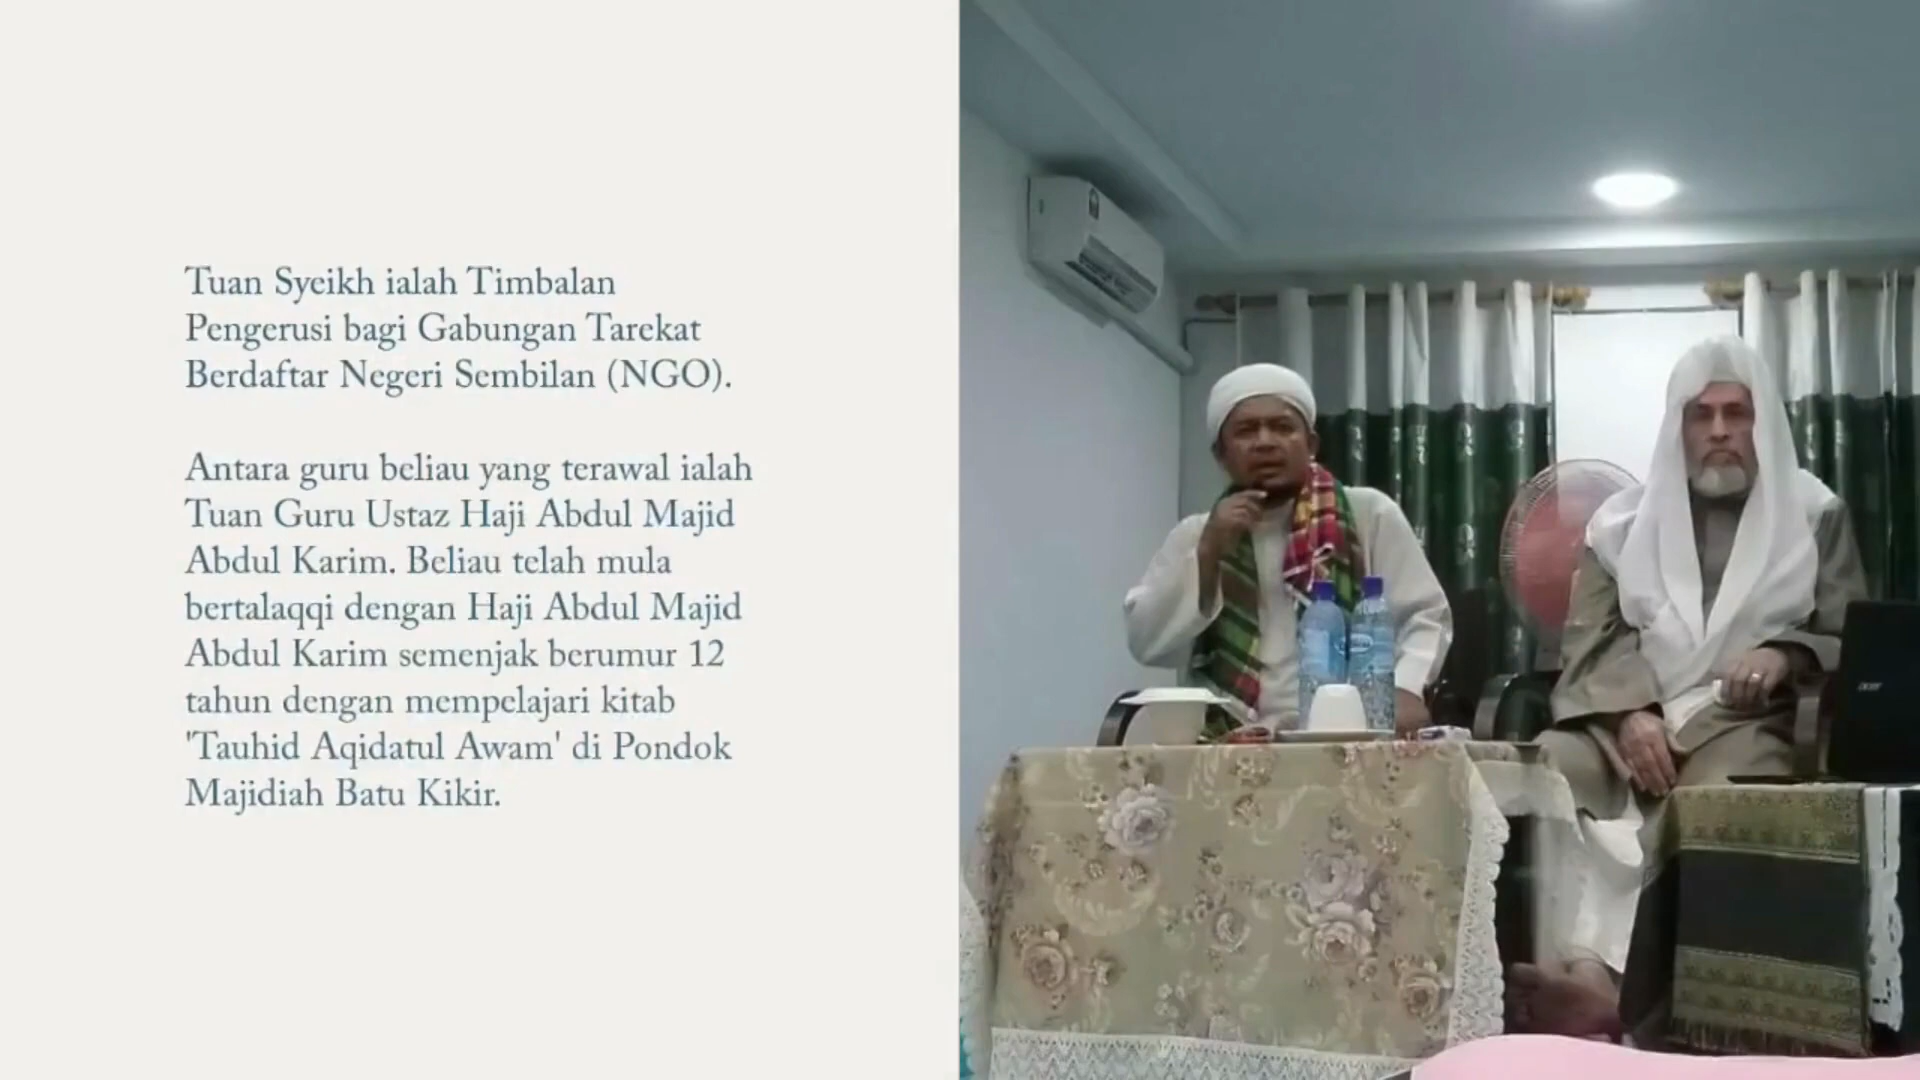 Tuan Syeikh ialah Timbalan
Pengerusi bagi Gabungan Tarekat
Berdaftar Negeri Sembilan (NGO).
Antara guru beliau yang terawal ialah
Tuan Guru Ustaz Haji Abdul Majid
Abdul Karim. Beliau telah mula
bertalaqqi dengan Haji Abdul Majid
Abdul Karim semenjak berumur 12
tahun dengan mempelajari kitab
'Tauhid Aqidatul Awam' di Pondok
Majidiah Batu Kikir.
acer